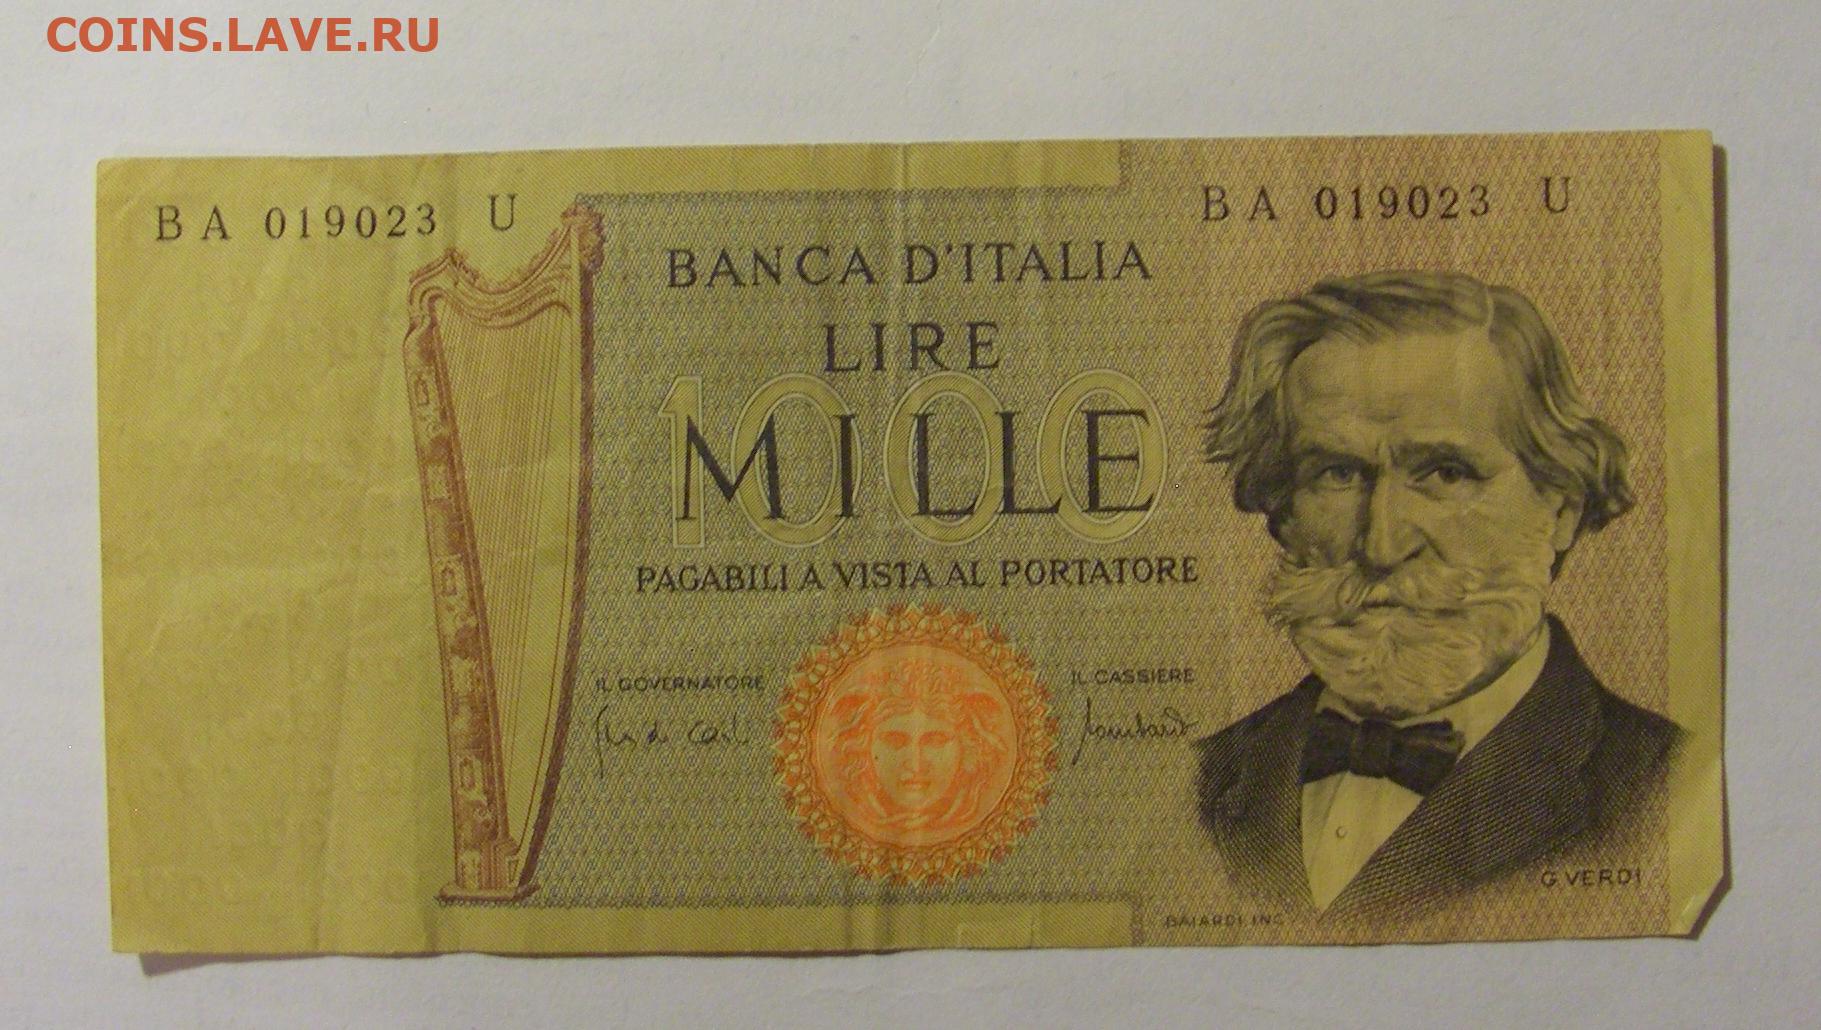 COINS.LAVE.RU
BA 019023 U
BA 019023 U
BANCA D'ITALIA
LIRE
1000
MILLE
PAGABILI A VISTA AL PORTATORE
IL GOVERNATORE
IL CASSIERE
G. VERDI
BAIARDI INC.